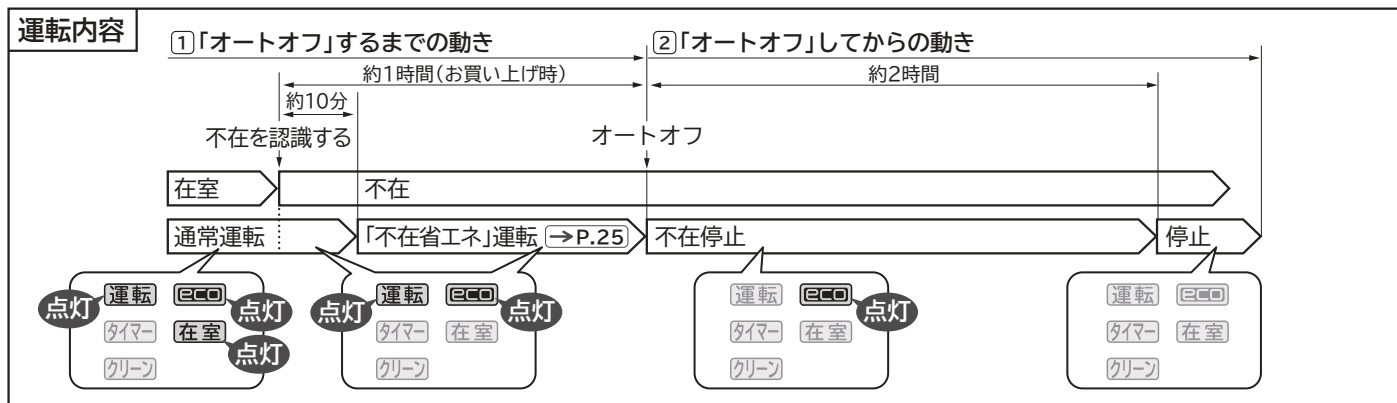 運転内容
①「オートオフ」するまでの動き
②「オートオフ」してからの動き
約1時間(お買い上げ時)
約2時間
約10分
不在を認識する
オートオフ
在室
不在
通常運転
「不在省エネ」運転 →P.25
不在停止
停止
点灯 運転 eco 点灯
タイマー 在室 点灯
クリーン
点灯 運転 eco 点灯
タイマー 在室
クリーン
運転 eco 点灯
タイマー 在室
クリーン
運転 eco
タイマー 在室
クリーン